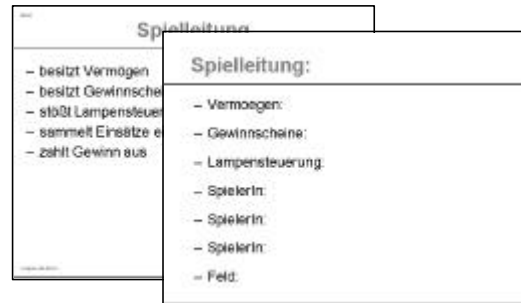 Spielleitung
– besitzt Vermögen
– besitzt Gewinnsche
– stößt Lampensteuer
– sammelt Einsätze e
– zahlt Gewinn aus
Spielleitung:
– Vermoegen:
– Gewinnscheine:
– Lampensteuerung:
– SpielerIn:
– SpielerIn:
– SpielerIn:
– Feld: